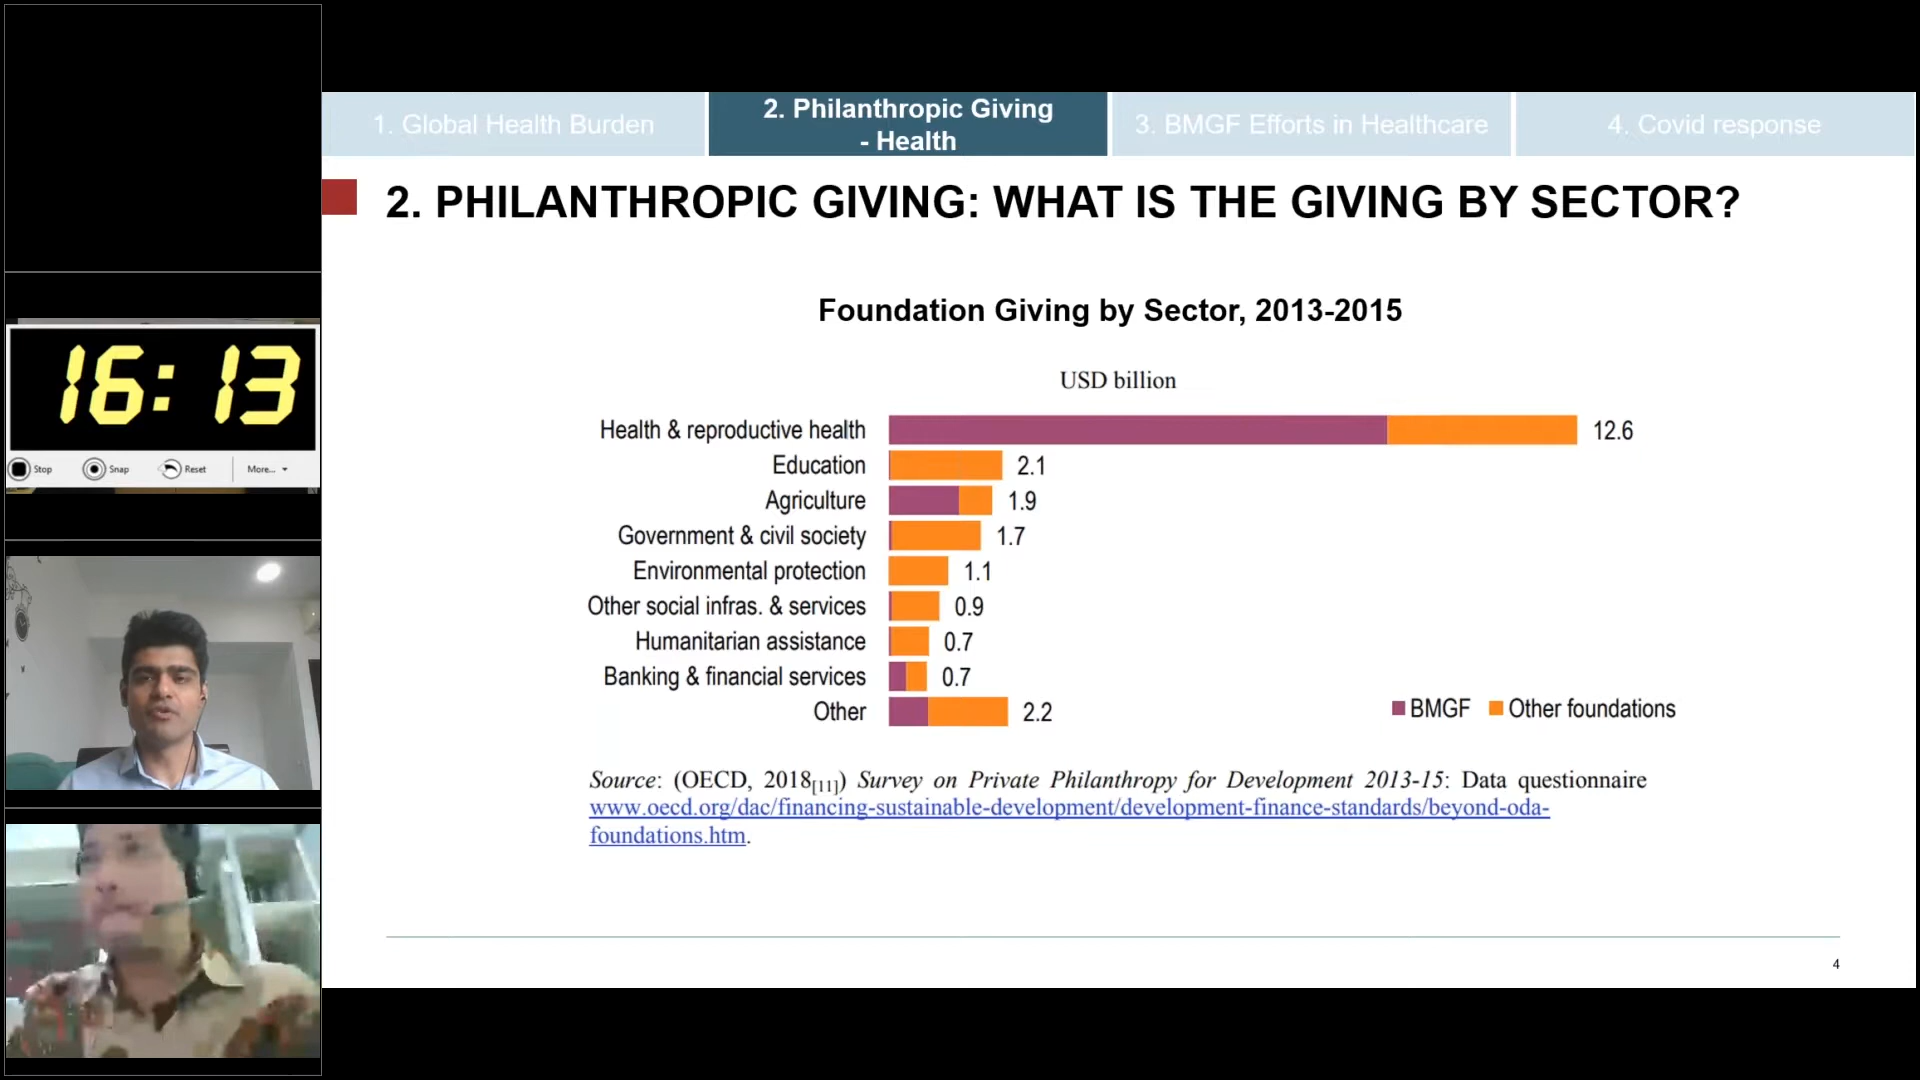 1. Global Health Burden
2. Philanthropic Giving
- Health
3. BMGF Efforts in Healthcare
4. Covid response
2. PHILANTHROPIC GIVING: WHAT IS THE GIVING BY SECTOR?
16:13
Stop
Snap
Reset
More...
Foundation Giving by Sector, 2013-2015
USD billion
Health & reproductive health 12.6
Education 2.1
Agriculture 1.9
Government & civil society 1.7
Environmental protection 1.1
Other social infras. & services 0.9
Humanitarian assistance 0.7
Banking & financial services 0.7
Other 2.2
BMGF Other foundations
Source: (OECD, 2018[11]) Survey on Private Philanthropy for Development 2013-15: Data questionnaire
www.oecd.org/dac/financing-sustainable-development/development-finance-standards/beyond-oda-
foundations.htm.
4